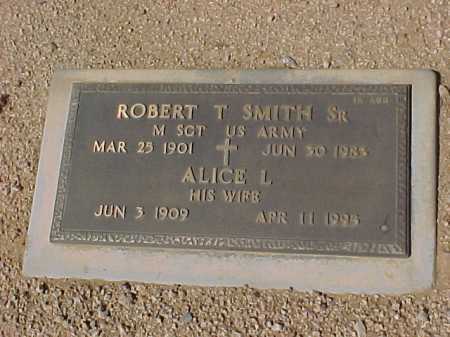 ROBERT T SMITH SR
M SGT US ARMY
MAR 25 1901 JUN 30 1983
ALICE L
HIS WIFE
JUN 3 1909 APR 11 1995